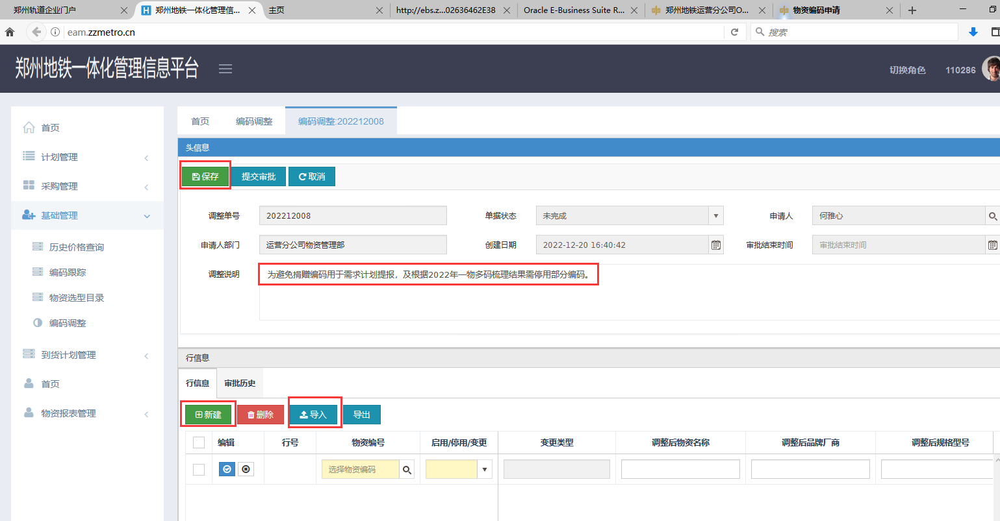 郑州轨道企业门户
郑州地铁一体化管理信...
主页
http://ebs.z...02636462E38
Oracle E-Business Suite R...
郑州地铁运营分公司O...
物资编码申请
eam.zzmetro.cn
搜索
郑州地铁一体化管理信息平台
切换角色
110286
首页
计划管理
采购管理
基础管理
历史价格查询
编码跟踪
物资选型目录
编码调整
到货计划管理
首页
物资报表管理
首页
编码调整
编码调整:202212008
头信息
保存
提交审批
取消
调整单号
202212008
单据状态
未完成
申请人
何雅心
申请人部门
运营分公司物资管理部
创建日期
2022-12-20 16:40:42
审批结束时间
审批结束时间
调整说明
为避免捐赠编码用于需求计划提报，及根据2022年一物多码梳理结果需停用部分编码。
行信息
行信息
审批历史
新建
删除
导入
导出
编辑
行号
物资编号
启用/停用/变更
变更类型
调整后物资名称
调整后品牌厂商
调整后规格型号
选择物资编码